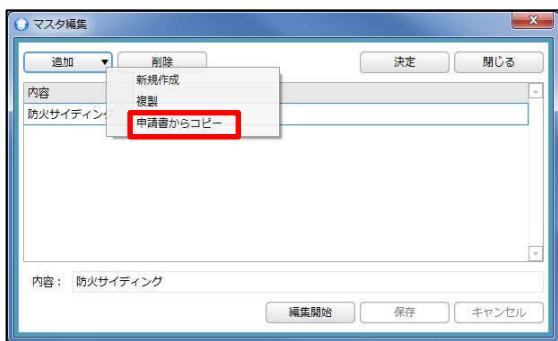 マスタ編集
追加 ▼ 削除 決定 閉じる
新規作成
内容
複製
防火サイディング
申請書からコピー
内容： 防火サイディング
編集開始 保存 キャンセル